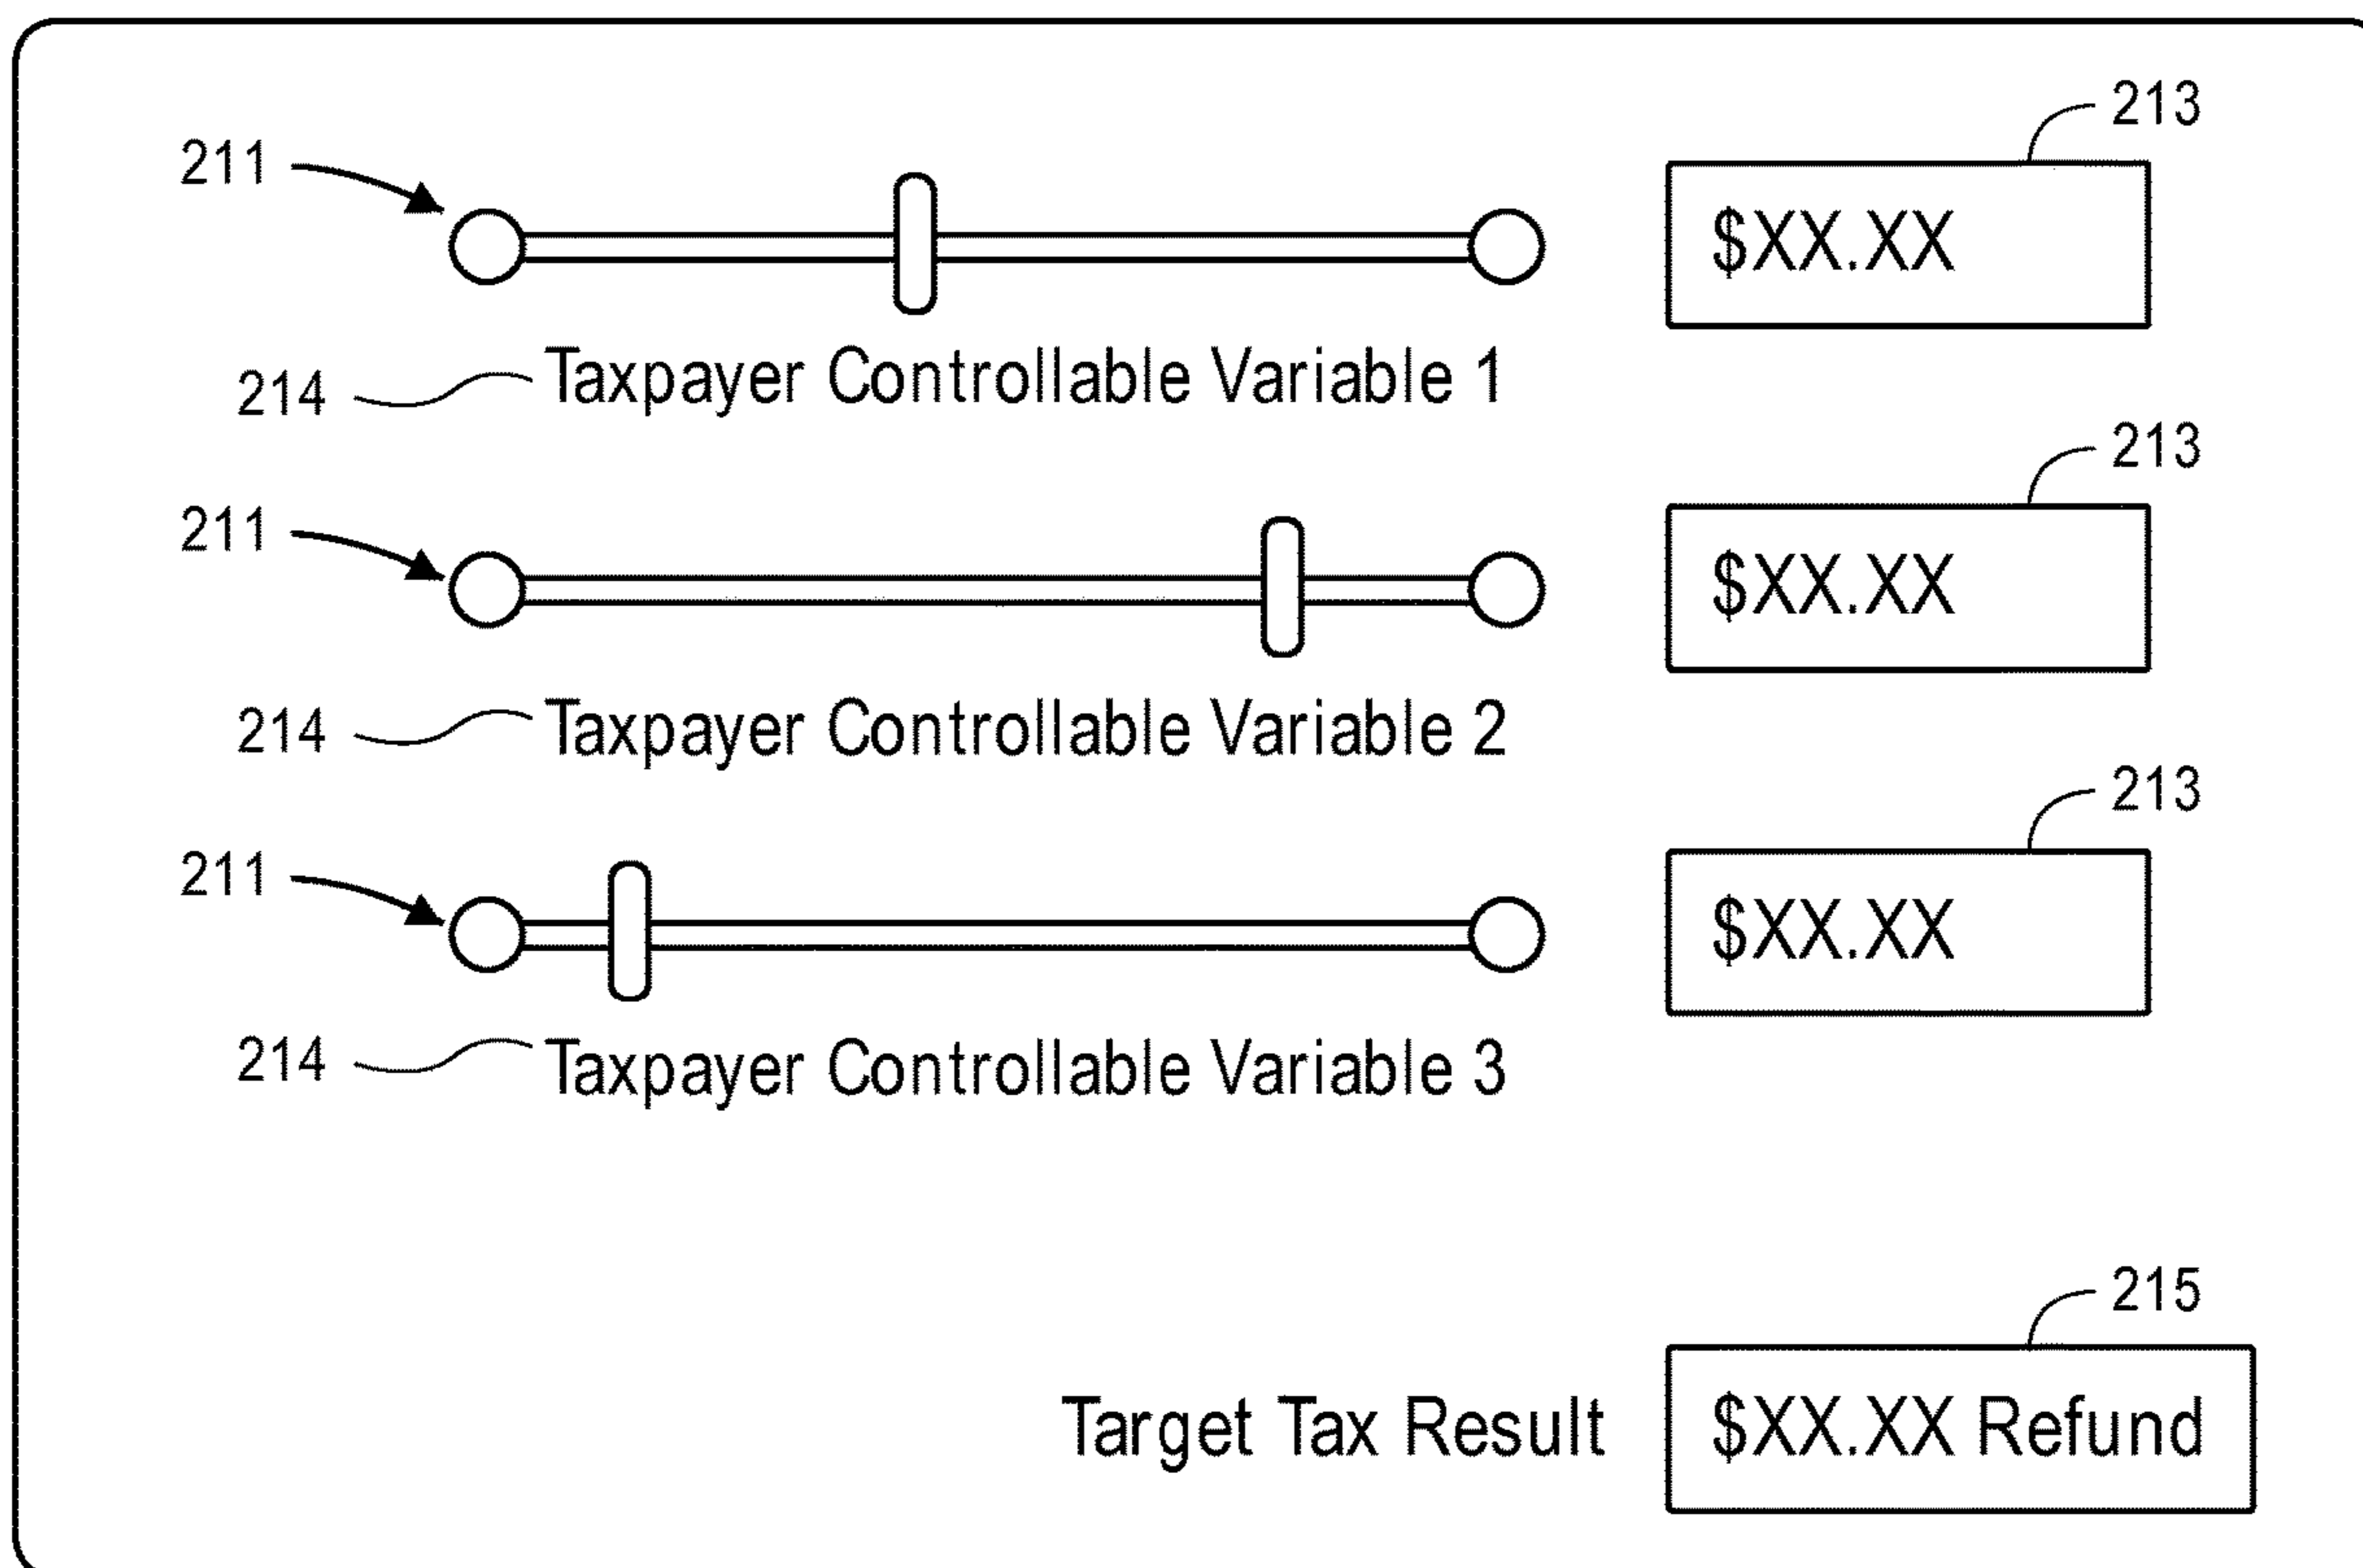 213
211
$XX.XX
214 Taxpayer Controllable Variable 1
213
211
$XX.XX
214 Taxpayer Controllable Variable 2
213
211
$XX.XX
214 Taxpayer Controllable Variable 3
215
Target Tax Result $XX.XX Refund